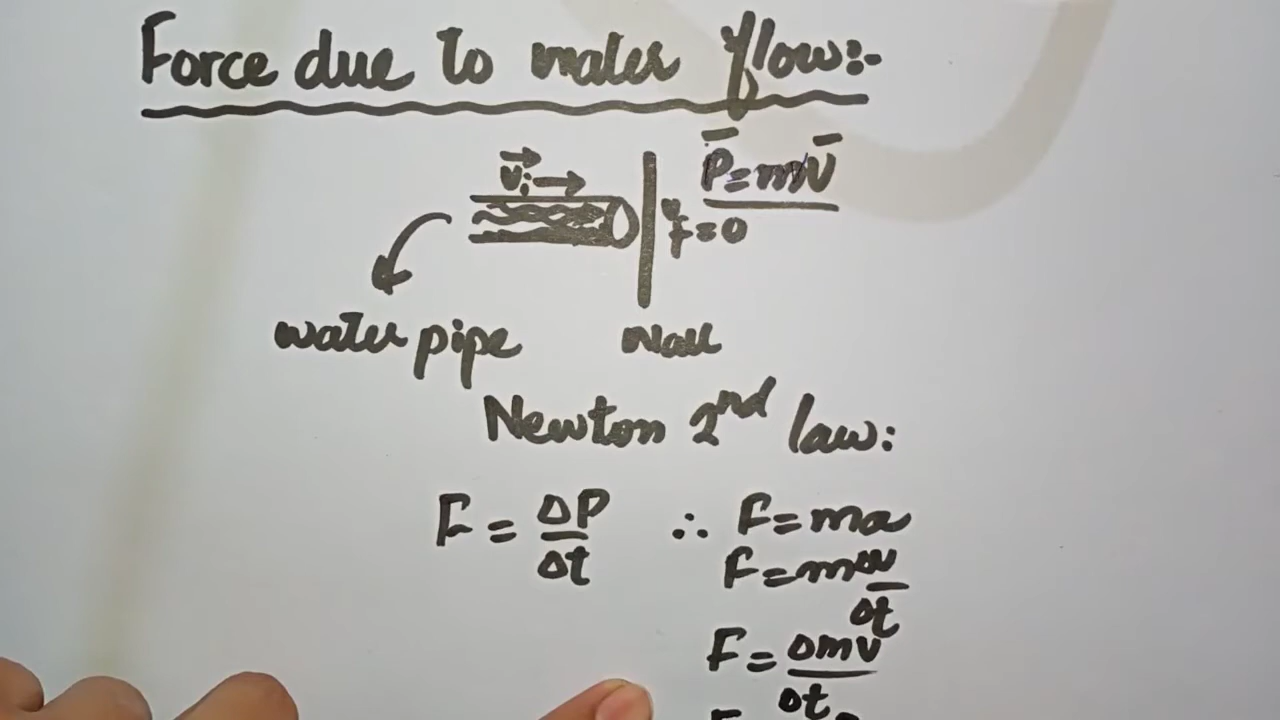 Force due to water flow:-
v⃗ᵢ →
P̄=mv̄
vf=0
water pipe
Wall
Newton 2nd law:
F = ΔP/Δt ∴ F=ma
F=mΔv/Δt
F=Δmv/Δt